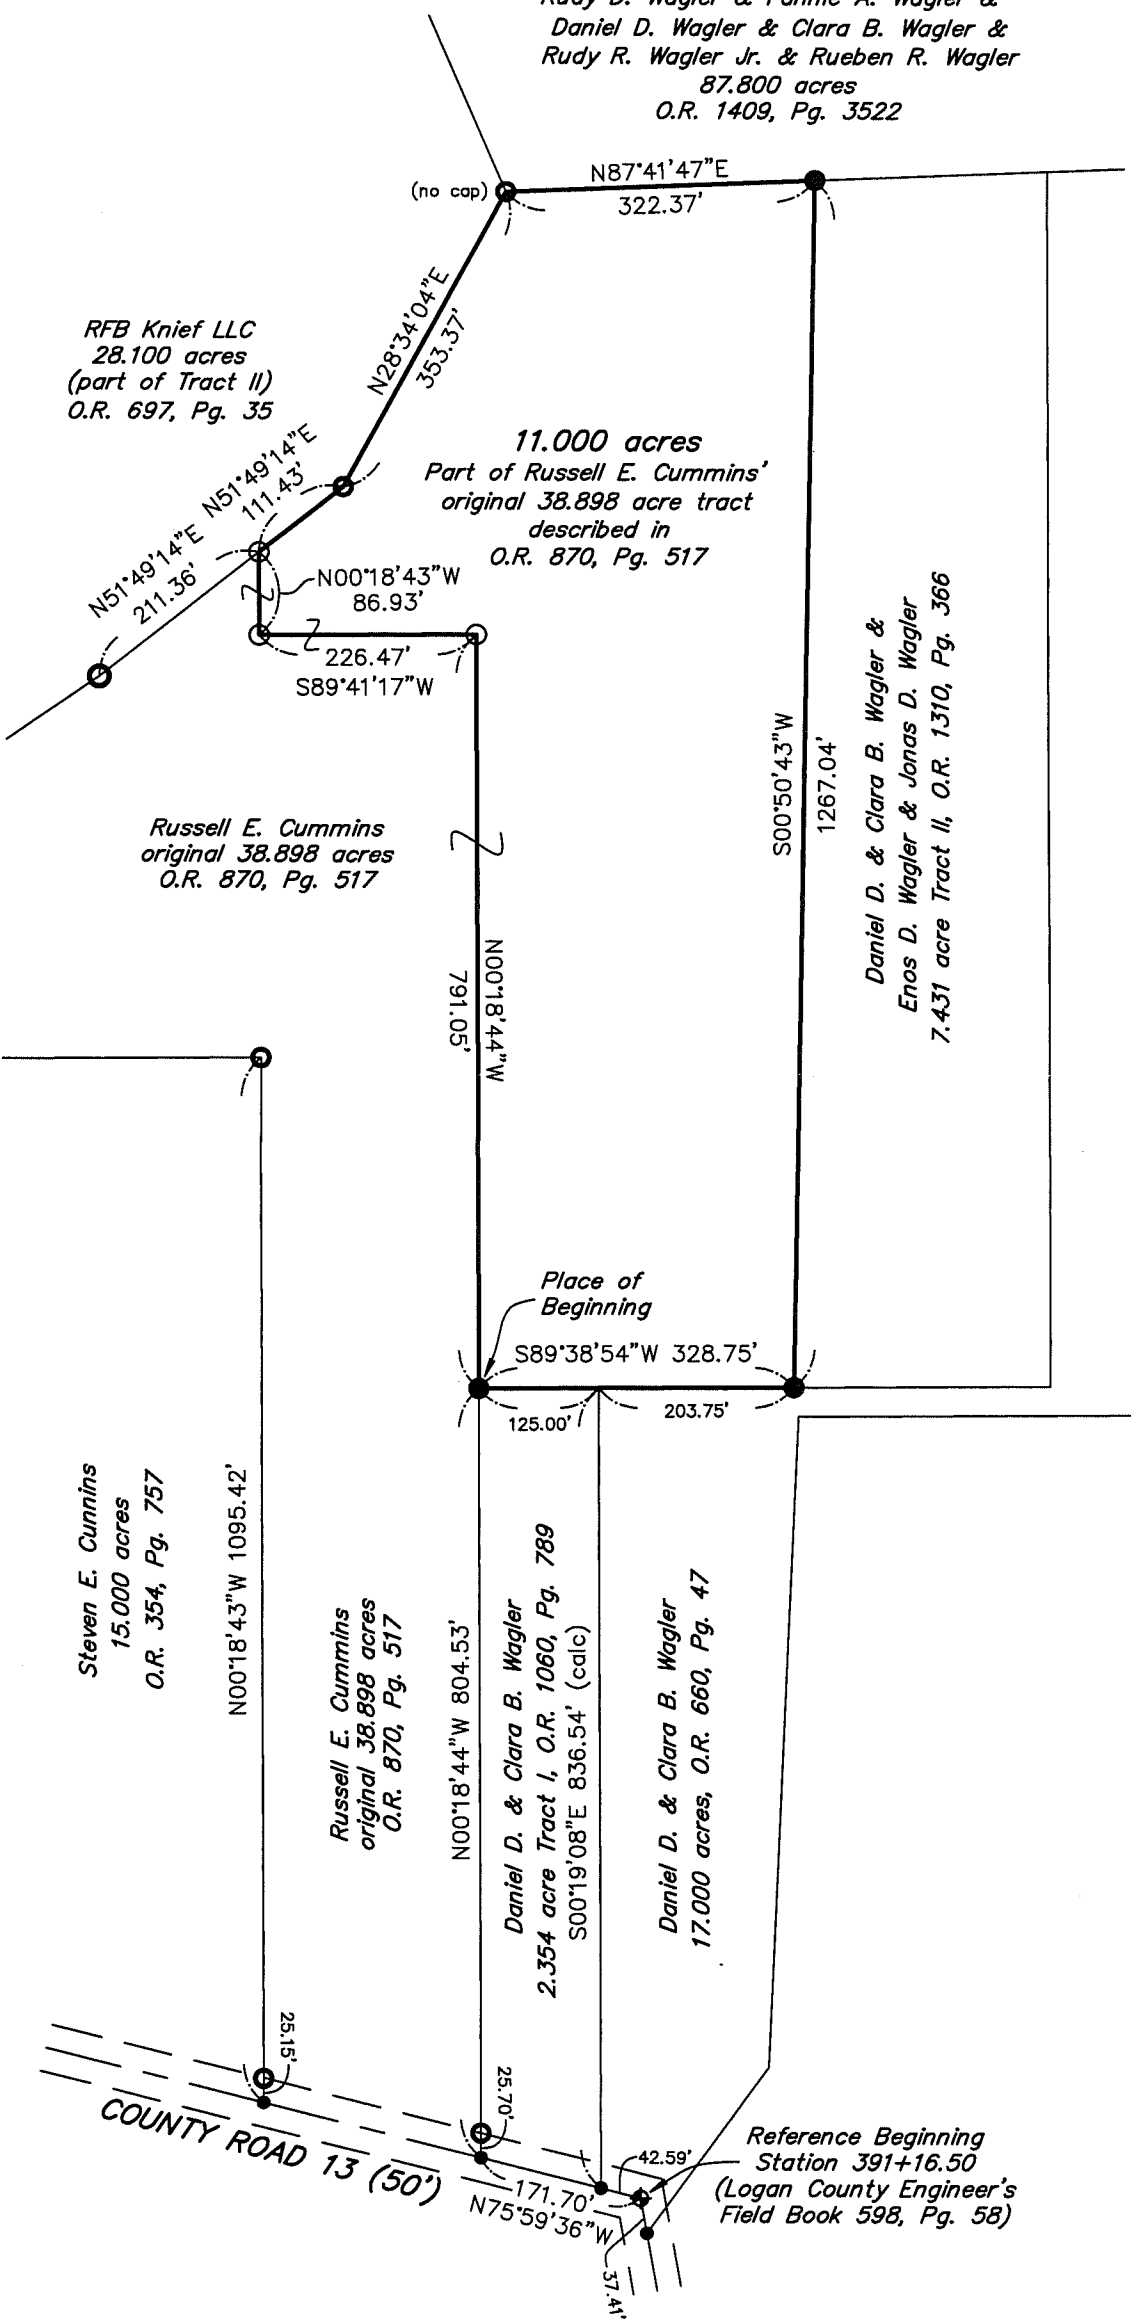 Rudy D. Wagler & Fannie A. Wagler &
Daniel D. Wagler & Clara B. Wagler &
Rudy R. Wagler Jr. & Rueben R. Wagler
87.800 acres
O.R. 1409, Pg. 3522
(no cap)
N87°41'47"E
322.37'
N28°34'04"E
353.37'
RFB Knief LLC
28.100 acres
(part of Tract II)
O.R. 697, Pg. 35
N51°49'14"E
111.43'
11.000 acres
Part of Russell E. Cummins'
original 38.898 acre tract
described in
O.R. 870, Pg. 517
N51°49'14"E
211.36'
N00°18'43"W
86.93'
226.47'
S89°41'17"W
S00°50'43"W
1267.04'
Daniel D. & Clara B. Wagler &
Enos D. Wagler & Jonas D. Wagler
7.431 acre Tract II, O.R. 1310, Pg. 366
Russell E. Cummins
original 38.898 acres
O.R. 870, Pg. 517
N00°18'44"W
791.05'
Place of
Beginning
S89°38'54"W 328.75'
125.00'
203.75'
Steven E. Cunnins
15.000 acres
O.R. 354, Pg. 757
N00°18'43"W 1095.42'
Russell E. Cummins
original 38.898 acres
O.R. 870, Pg. 517
N00°18'44"W 804.53'
Daniel D. & Clara B. Wagler
2.354 acre Tract I, O.R. 1060, Pg. 789
S00°19'08"E 836.54' (calc)
Daniel D. & Clara B. Wagler
17.000 acres, O.R. 660, Pg. 47
25.15'
25.70'
COUNTY ROAD 13 (50')
42.59'
171.70'
N75°59'36"W
37.41'
Reference Beginning
Station 391+16.50
(Logan County Engineer's
Field Book 598, Pg. 58)